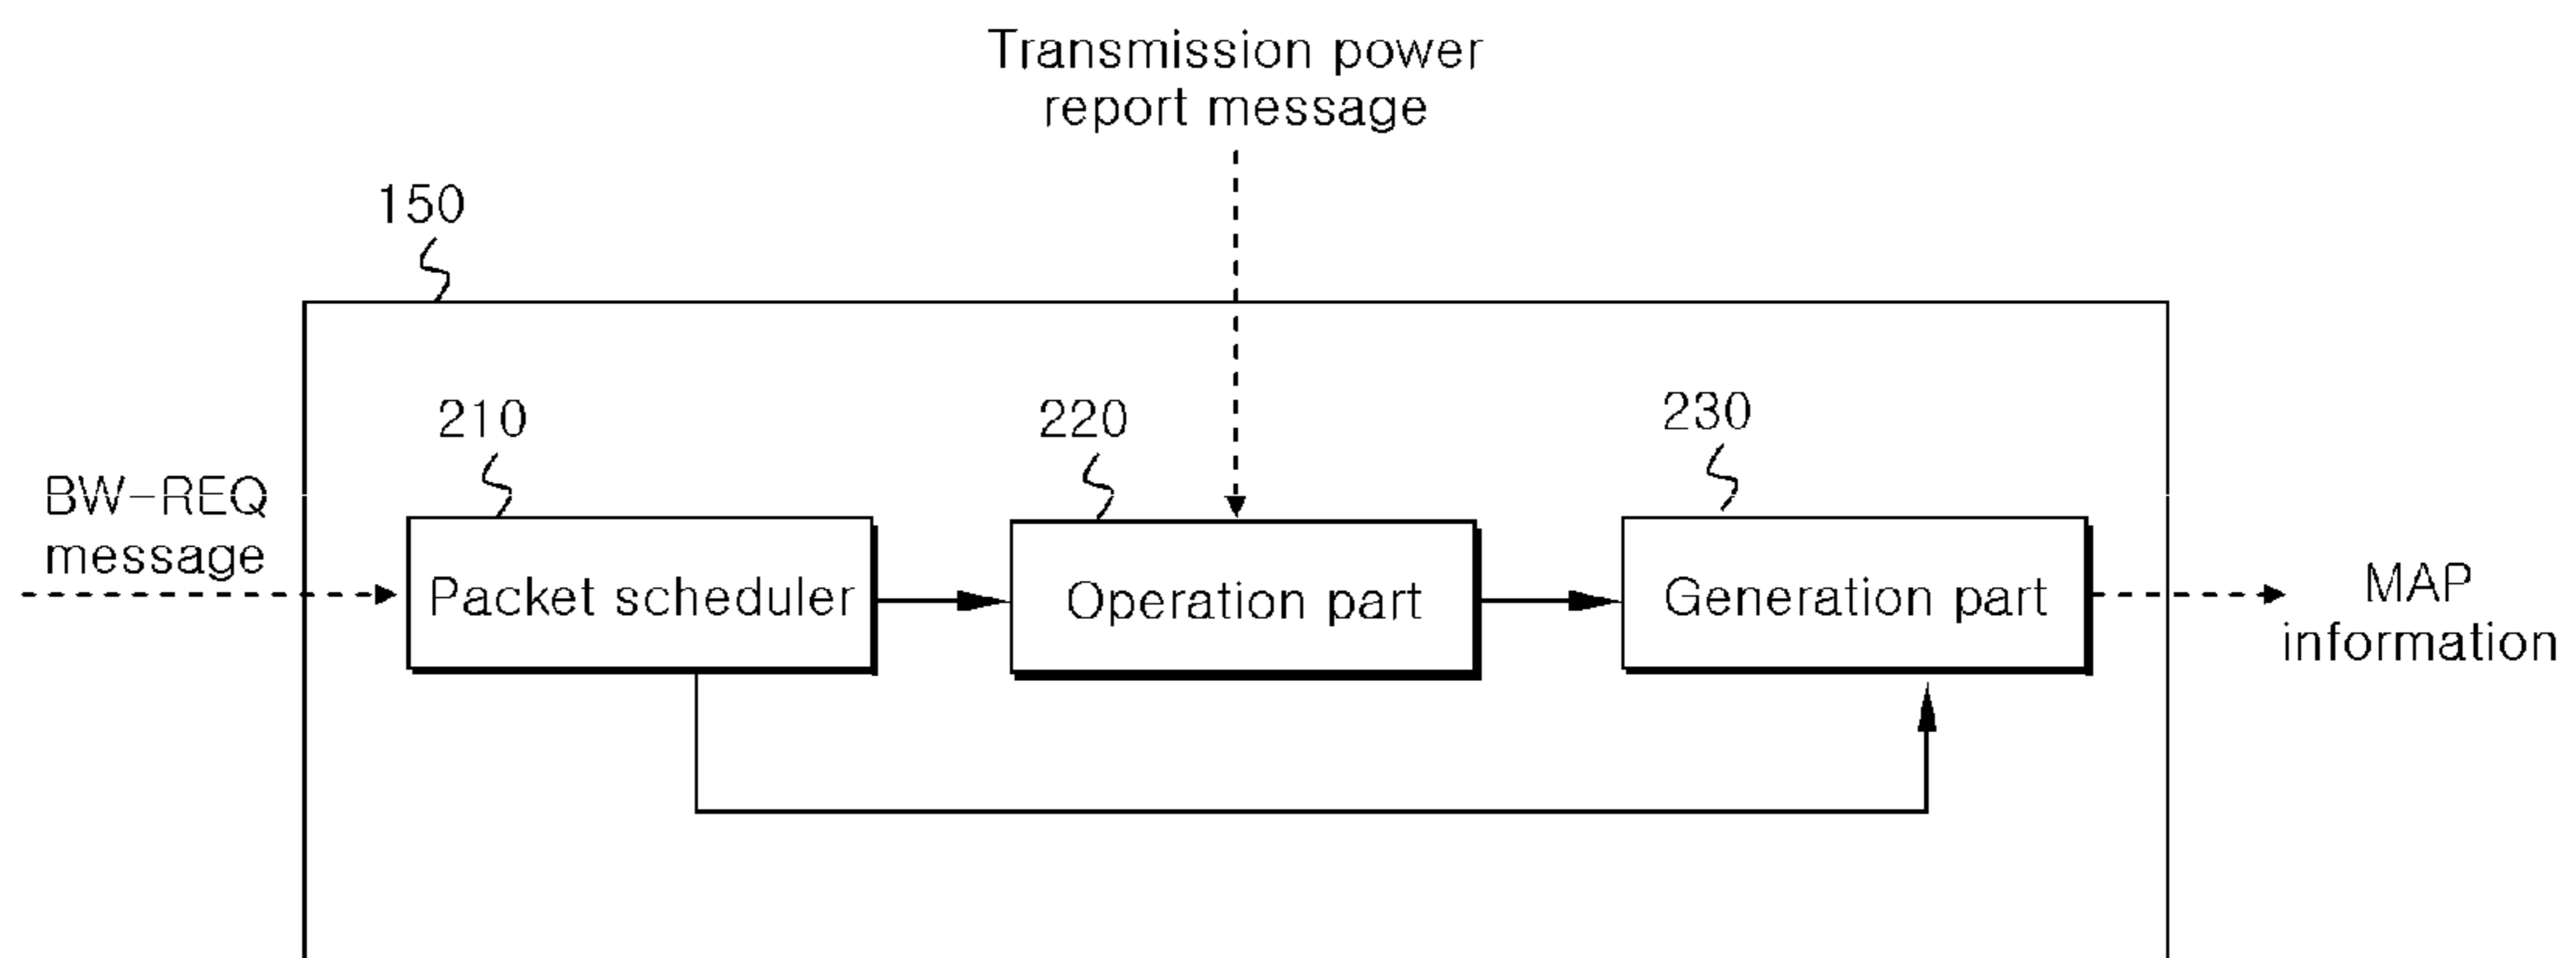 Transmission power
report message
150
210
220
230
BW-REQ
message
Packet scheduler
Operation part
Generation part
MAP
information